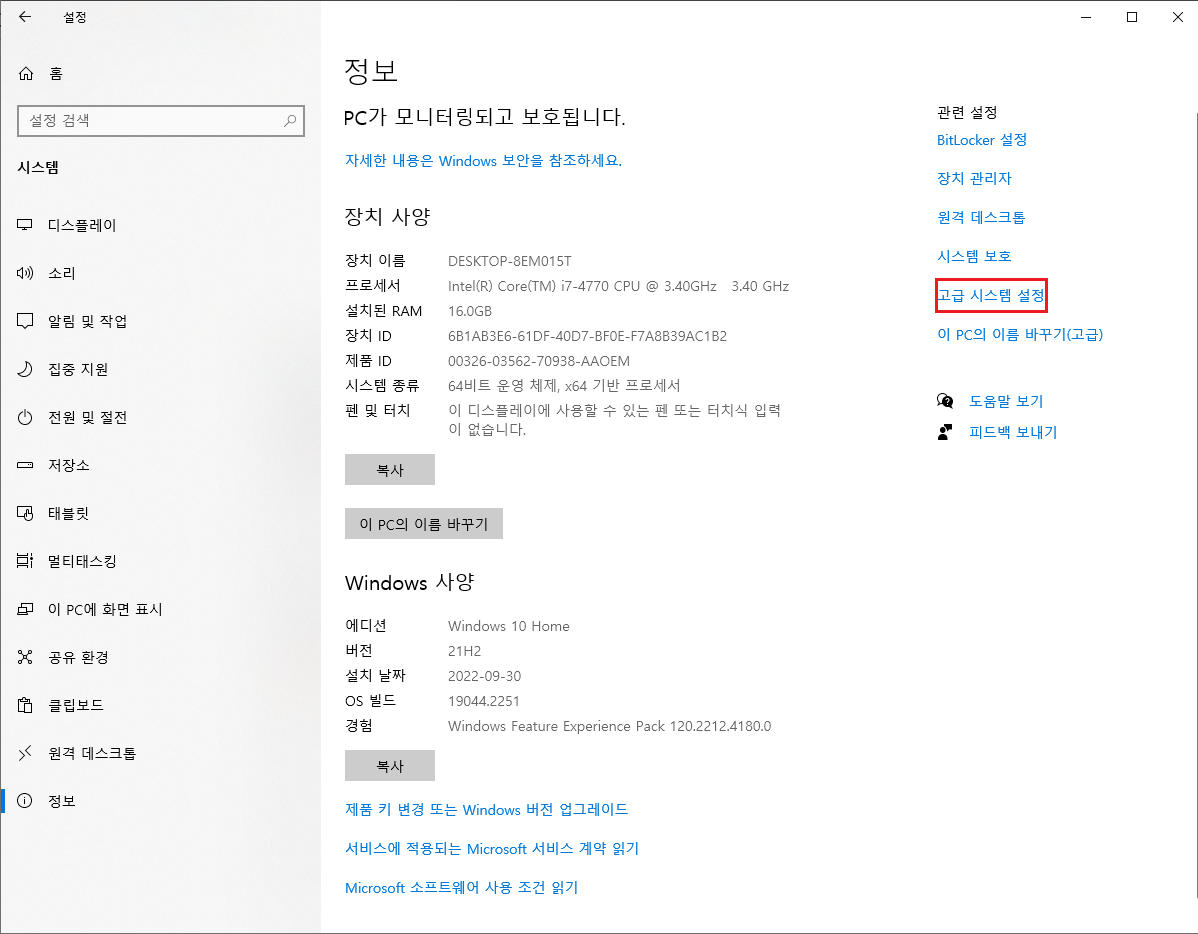 설정
홈
설정 검색
시스템
디스플레이
소리
알림 및 작업
집중 지원
전원 및 절전
저장소
태블릿
멀티태스킹
이 PC에 화면 표시
공유 환경
클립보드
원격 데스크톱
정보
정보
PC가 모니터링되고 보호됩니다.
자세한 내용은 Windows 보안을 참조하세요.
장치 사양
장치 이름 DESKTOP-8EM015T
프로세서 Intel(R) Core(TM) i7-4770 CPU @ 3.40GHz 3.40 GHz
설치된 RAM 16.0GB
장치 ID 6B1AB3E6-61DF-40D7-BF0E-F7A8B39AC1B2
제품 ID 00326-03562-70938-AAOEM
시스템 종류 64비트 운영 체제, x64 기반 프로세서
펜 및 터치 이 디스플레이에 사용할 수 있는 펜 또는 터치식 입력
이 없습니다.
복사
이 PC의 이름 바꾸기
Windows 사양
에디션 Windows 10 Home
버전 21H2
설치 날짜 2022-09-30
OS 빌드 19044.2251
경험 Windows Feature Experience Pack 120.2212.4180.0
복사
제품 키 변경 또는 Windows 버전 업그레이드
서비스에 적용되는 Microsoft 서비스 계약 읽기
Microsoft 소프트웨어 사용 조건 읽기
관련 설정
BitLocker 설정
장치 관리자
원격 데스크톱
시스템 보호
고급 시스템 설정
이 PC의 이름 바꾸기(고급)
도움말 보기
피드백 보내기